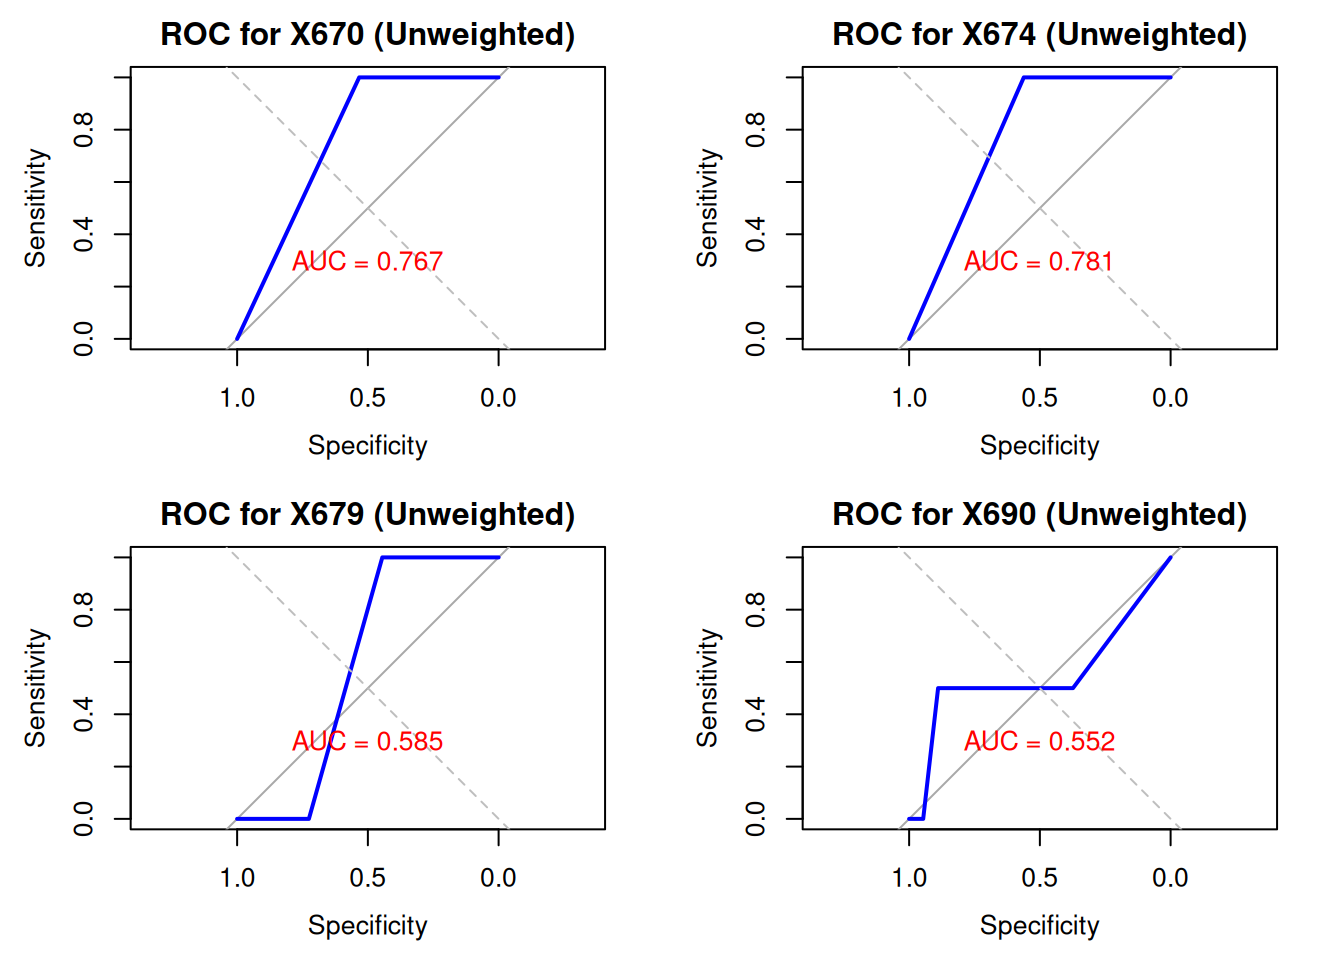 ROC for X670 (Unweighted)
Sensitivity
0.8
0.4
0.0
AUC = 0.767
1.0 0.5 0.0
Specificity
ROC for X674 (Unweighted)
Sensitivity
0.8
0.4
0.0
AUC = 0.781
1.0 0.5 0.0
Specificity
ROC for X679 (Unweighted)
Sensitivity
0.8
0.4
0.0
AUC = 0.585
1.0 0.5 0.0
Specificity
ROC for X690 (Unweighted)
Sensitivity
0.8
0.4
0.0
AUC = 0.552
1.0 0.5 0.0
Specificity